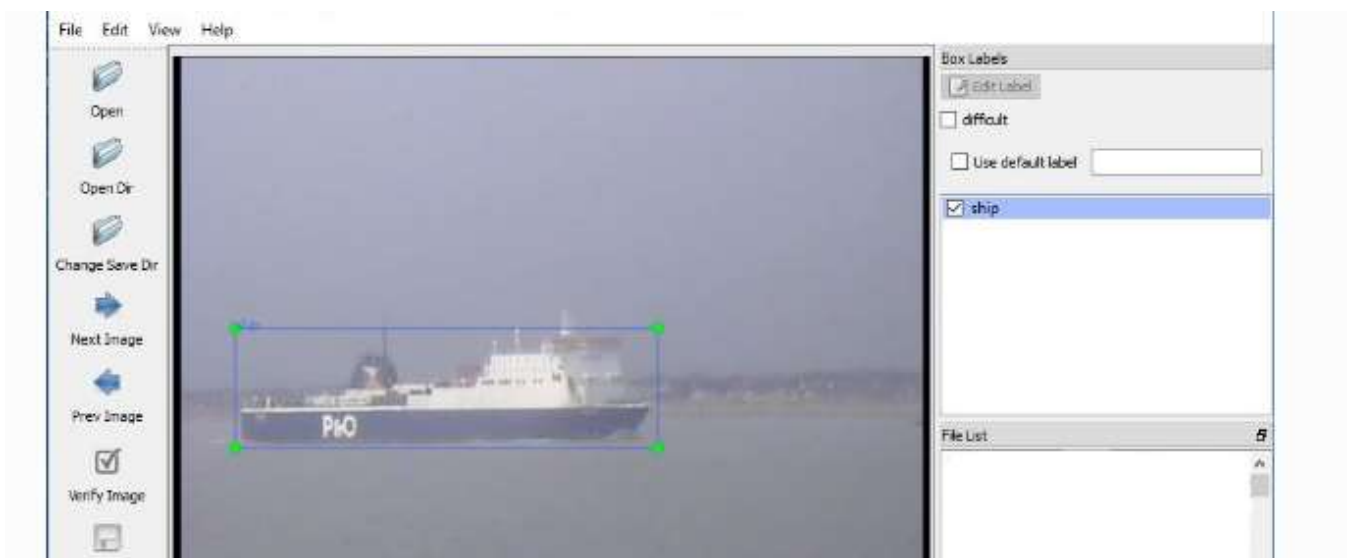 File Edit View Help
Open
Open Dir
Change Save Dir
Next Image
Prev Image
Verify Image
P&O
Box Labels
Edit Label
difficult
Use default label
ship
File List